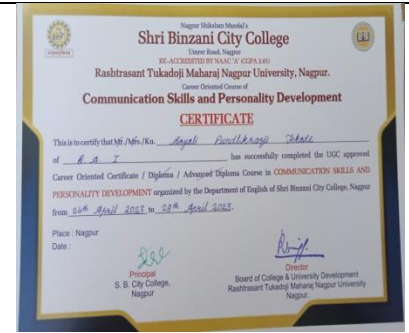 Nagpur Shikshan Mandal's
Shri Binzani City College
Umrer Road, Nagpur
RE-ACCREDITED BY NAAC 'A' (CGPA 3.05)
Rashtrasant Tukadoji Maharaj Nagpur University, Nagpur.
Career Oriented Course of
Communication Skills and Personality Development
CERTIFICATE
This is to certify that Mr. /Mrs. /Ku. Pundlikraoji
of B. A. I has successfully completed the UGC approved
Career Oriented Certificate / Diploma / Advanced Diploma Course in COMMUNICATION SKILLS AND
PERSONALITY DEVELOPMENT organized by the Department of English of Shri Binzani City College, Nagpur
from 24th April 2023 to 29th April 2023.
Place : Nagpur
Date :
Principal
S. B. City College,
Nagpur
Director
Board of College & University Development
Rashtrasant Tukadoji Maharaj Nagpur University
Nagpur.